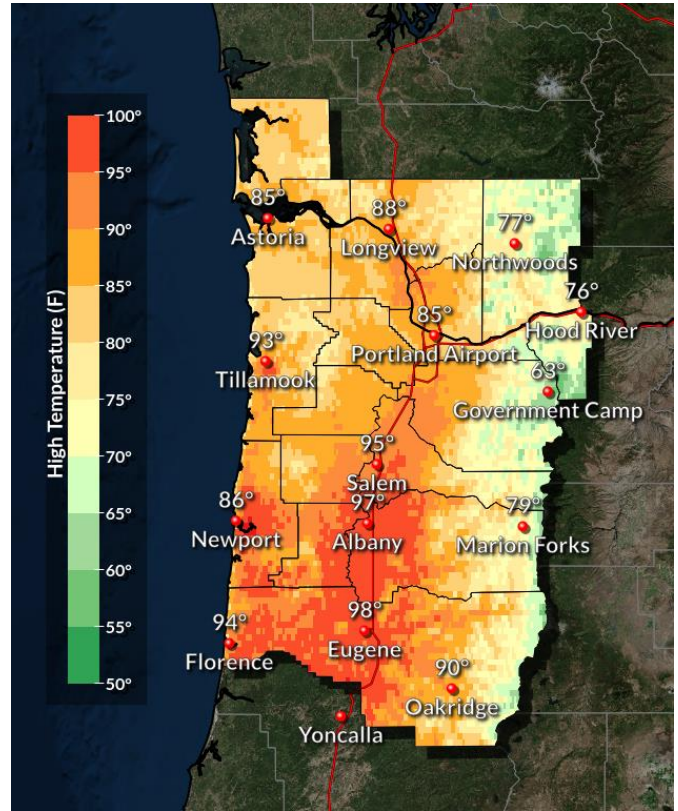 High Temperature (F)
100°
95°
90°
85°
80°
75°
70°
65°
60°
55°
50°
85°
Astoria
88°
Longview
77°
Northwoods
76°
Hood River
85°
Portland Airport
93°
Tillamook
63°
Government Camp
95°
Salem
86°
Newport
97°
Albany
79°
Marion Forks
94°
Florence
98°
Eugene
90°
Oakridge
Yoncalla